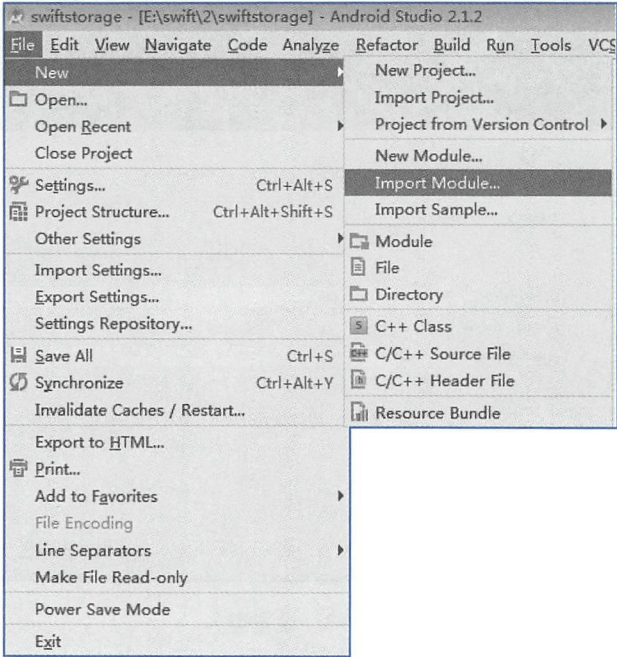 swiftstorage - [E:\swift\2\swiftstorage] - Android Studio 2.1.2
File Edit View Navigate Code Analyze Refactor Build Run Tools VCS
New
Open...
Open Recent
Close Project
Settings... Ctrl+Alt+S
Project Structure... Ctrl+Alt+Shift+S
Other Settings
Import Settings...
Export Settings...
Settings Repository...
Save All Ctrl+S
Synchronize Ctrl+Alt+Y
Invalidate Caches / Restart...
Export to HTML...
Print...
Add to Favorites
File Encoding
Line Separators
Make File Read-only
Power Save Mode
Exit
New Project...
Import Project...
Project from Version Control
New Module...
Import Module...
Import Sample...
Module
File
Directory
S C++ Class
C++ C/C++ Source File
h C/C++ Header File
Resource Bundle